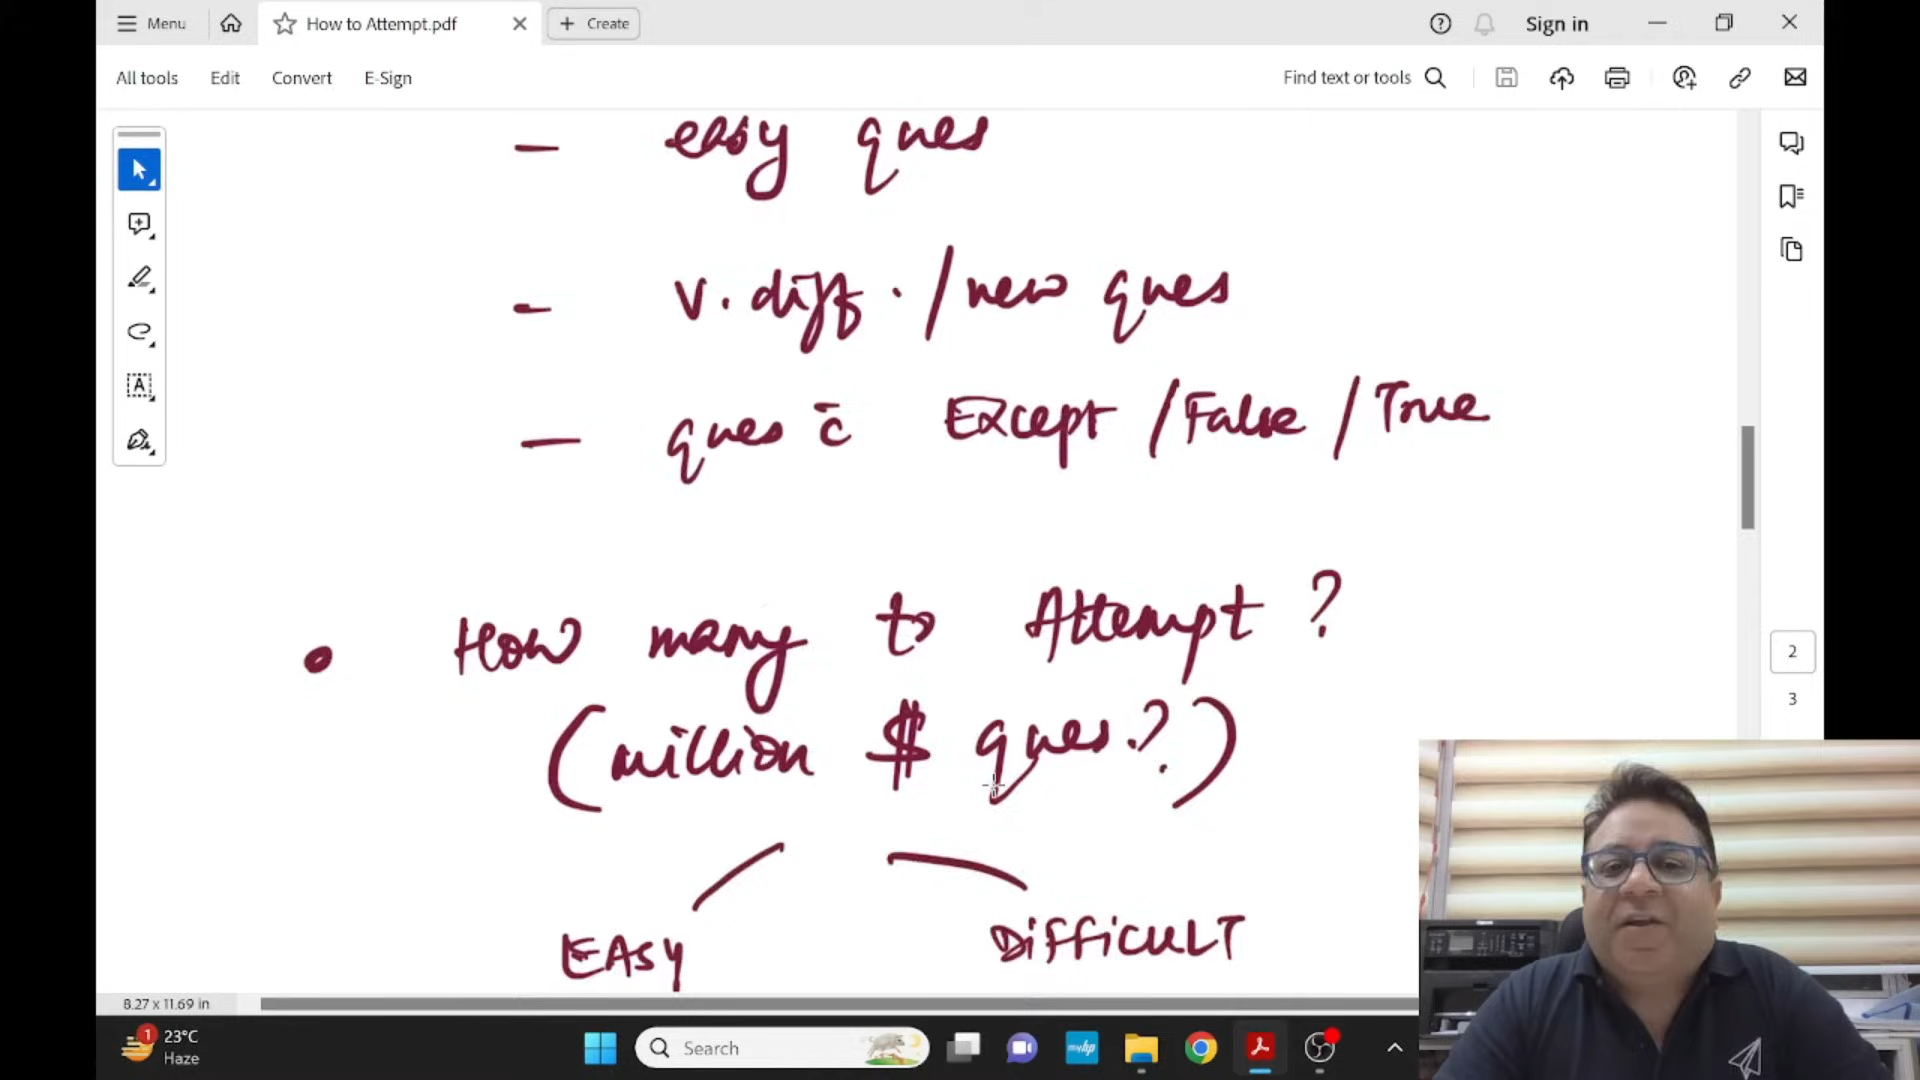 Menu
How to Attempt.pdf
Create
Sign in
All tools
Edit
Convert
E-Sign
Find text or tools
– easy ques
– v. diff. / new ques
– ques c̄ Except / False / True
• How many to Attempt?
(million $ ques.?)
EASY
DIFFICULT
2
3
8.27 x 11.69 in
1
23°C
Haze
Search
myhp